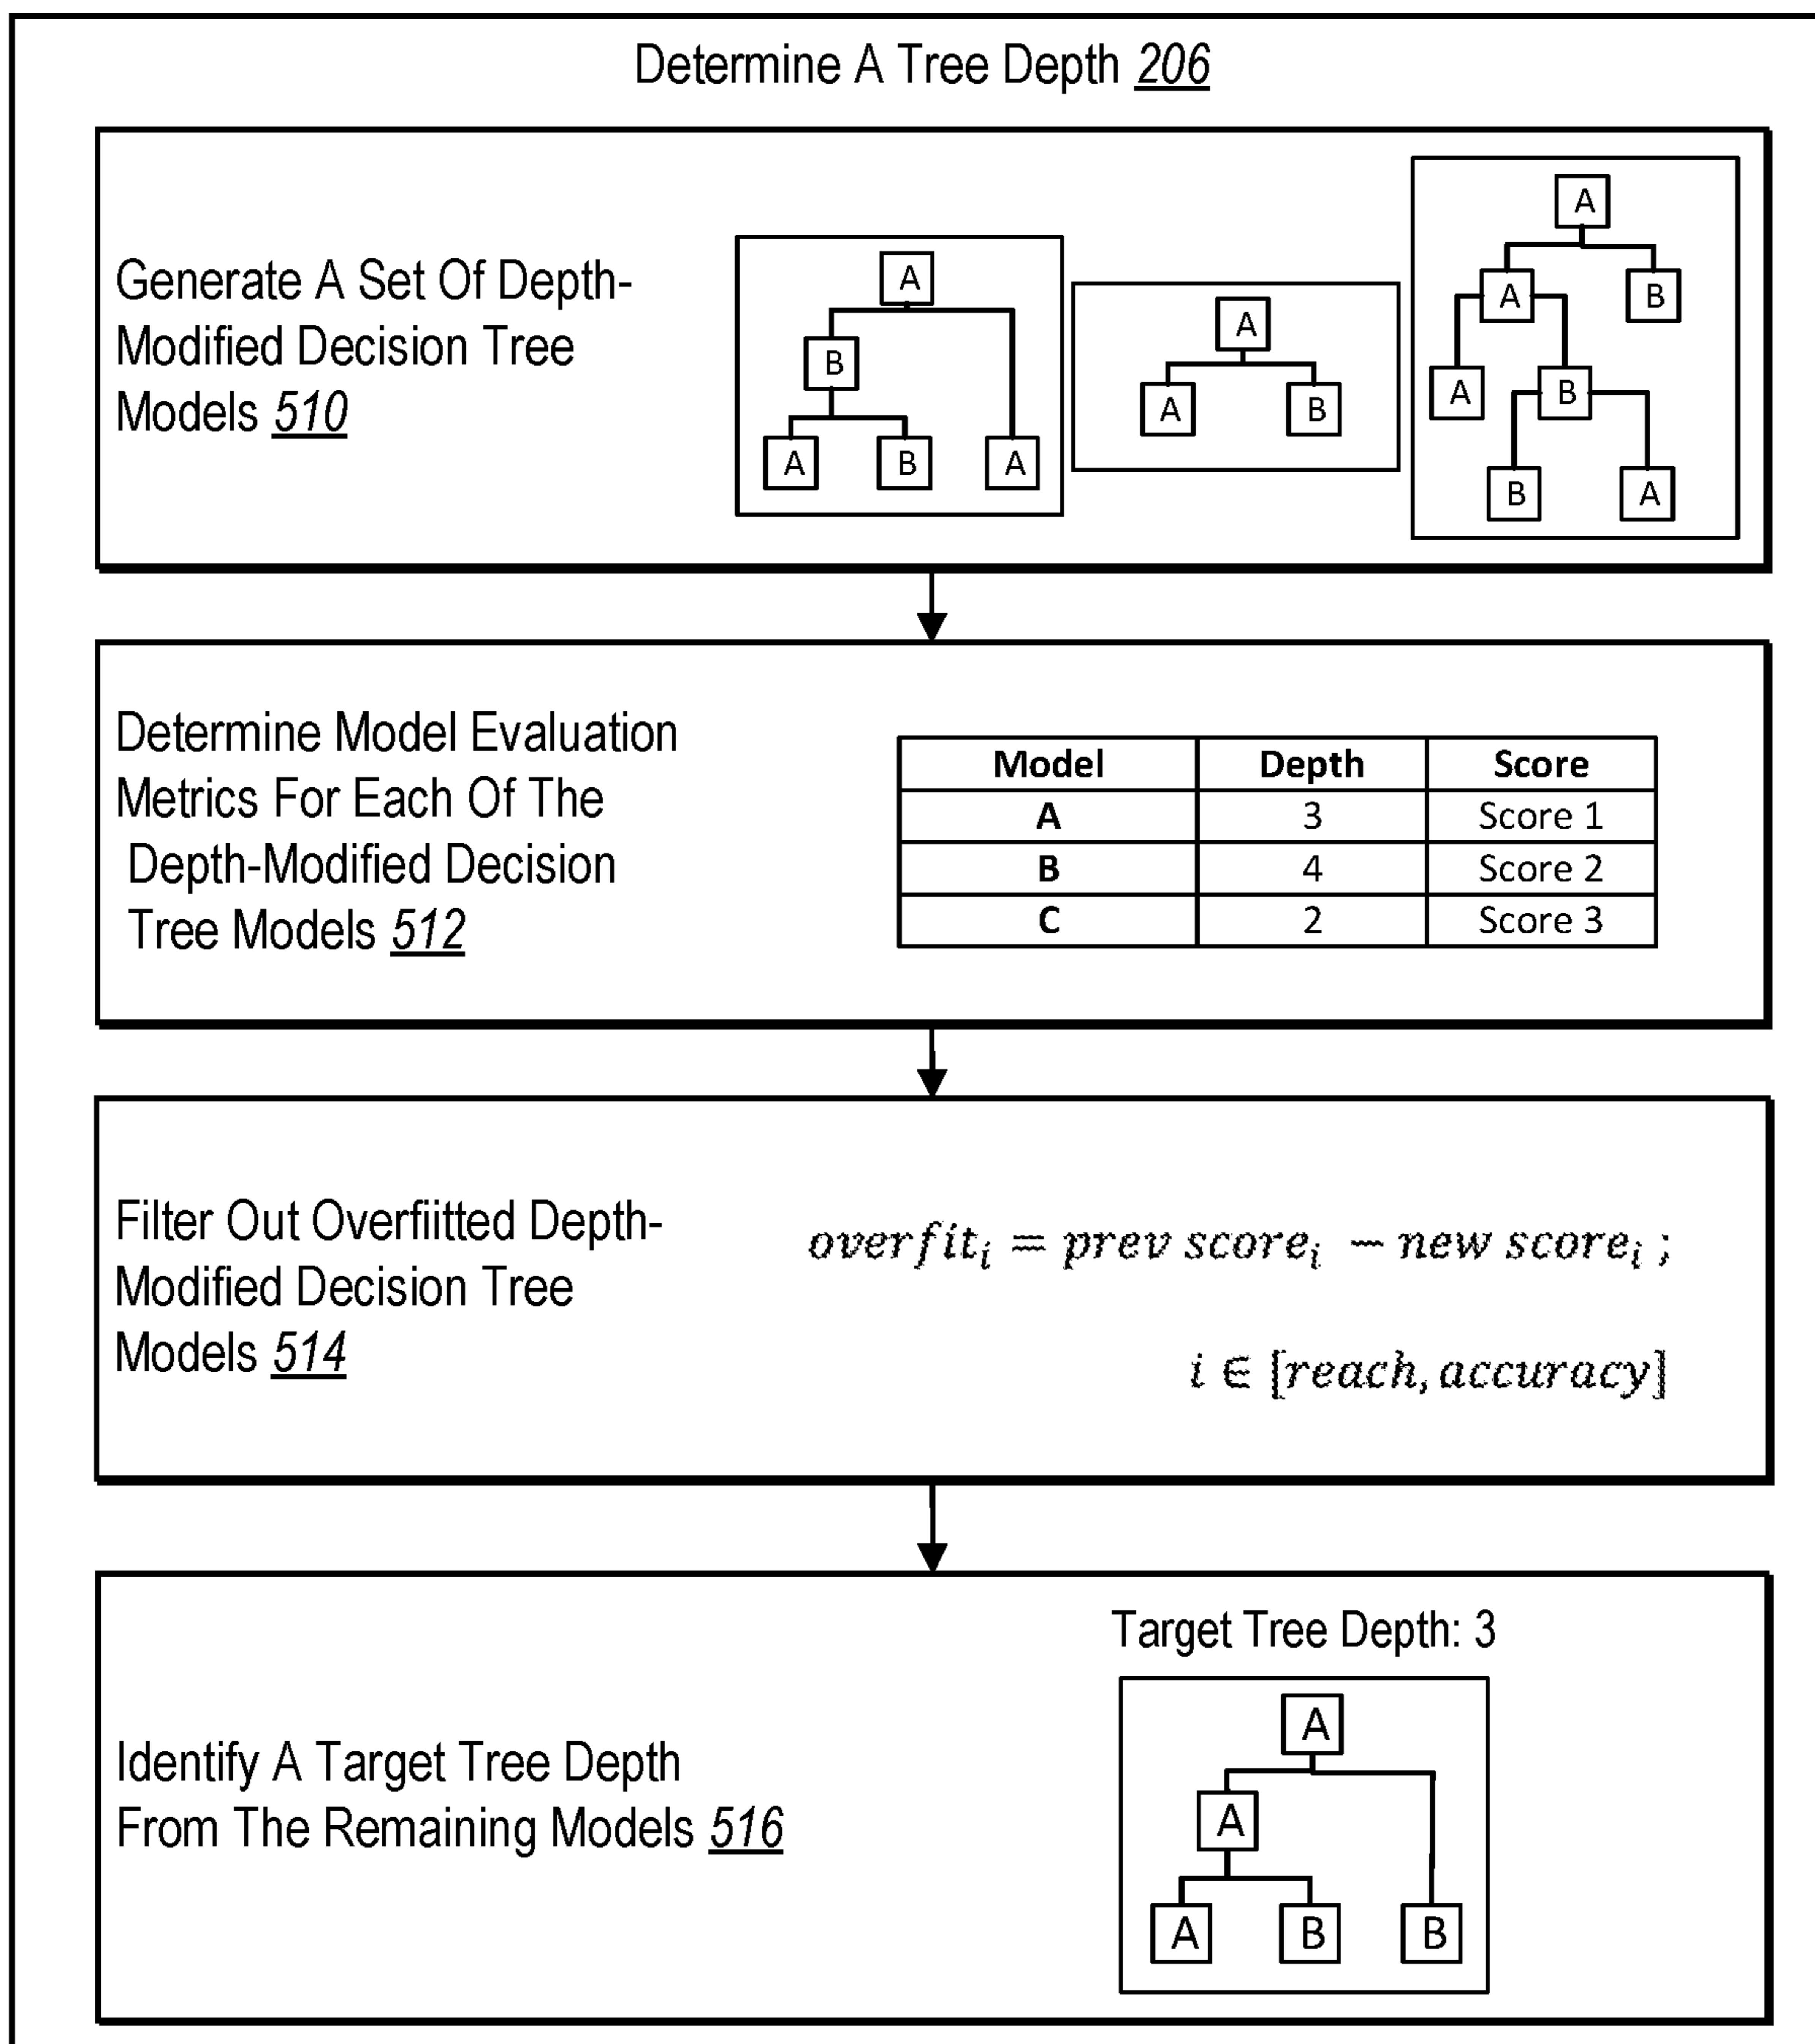 Determine A Tree Depth 206
Generate A Set Of Depth-
Modified Decision Tree
Models 510
A
B
A B A
A
A B
A
A B
A B
B A
Determine Model Evaluation
Metrics For Each Of The
Depth-Modified Decision
Tree Models 512
Model Depth Score
A 3 Score 1
B 4 Score 2
C 2 Score 3
Filter Out Overfiitted Depth-
Modified Decision Tree
Models 514
overfit_i = prev score_i − new score_i ;
i ∈ [reach, accuracy]
Identify A Target Tree Depth
From The Remaining Models 516
Target Tree Depth: 3
A
A
A B B